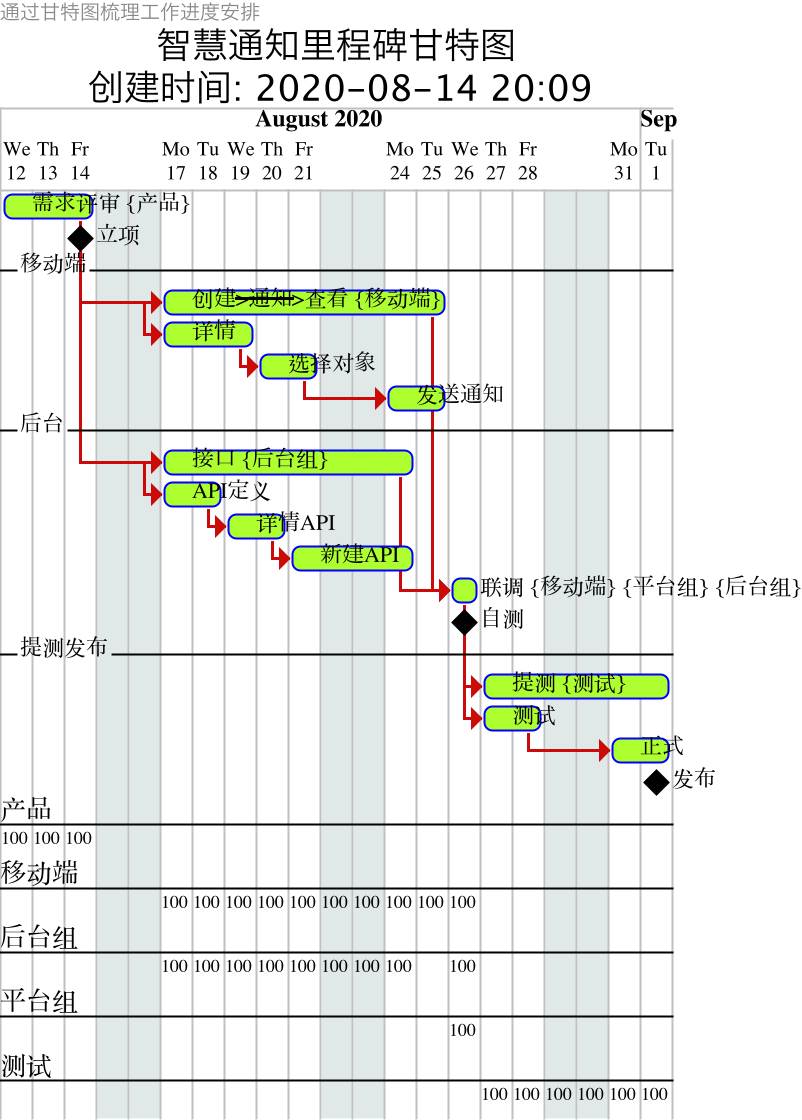 通过甘特图梳理工作进度安排
智慧通知里程碑甘特图
创建时间: 2020-08-14 20:09
August 2020 Sep
We Th Fr Mo Tu We Th Fr Mo Tu We Th Fr Mo Tu
12 13 14 17 18 19 20 21 24 25 26 27 28 31 1
需求评审 {产品}
立项
移动端
创建>通知>查看 {移动端}
详情
选择对象
发送通知
后台
接口 {后台组}
API定义
详情API
新建API
联调 {移动端} {平台组} {后台组}
自测
提测发布
提测 {测试}
测试
正式
发布
产品
100 100 100
移动端
100 100 100 100 100 100 100 100 100 100
后台组
100 100 100 100 100 100 100 100 100
平台组
100
测试
100 100 100 100 100 100